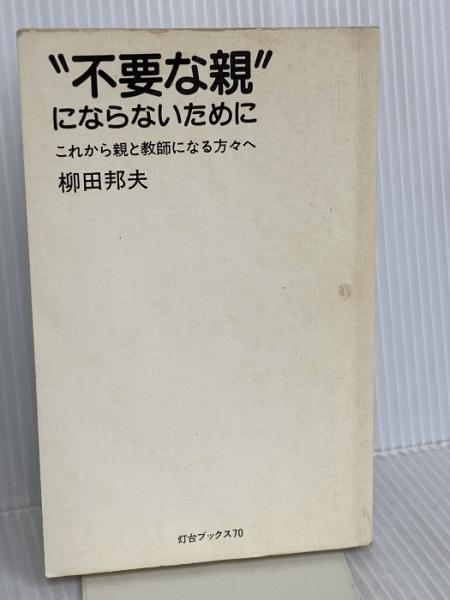 〝不要な親〟
にならないために
これから親と教師になる方々へ
柳田邦夫
灯台ブックス70